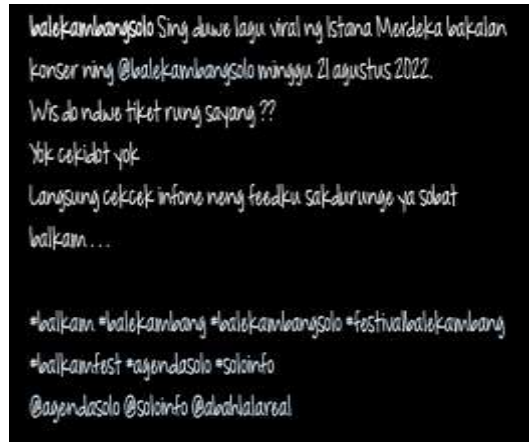 balekambangsolo Sing duwe lagu viral ng Istana Merdeka bakalan
konser ning @balekambangsolo minggu 21 agustus 2022.
Wis do ndwe tiket rung sayang ??
Yok cekidot yok
Langsung cekcek infone neng feedku sakdurunge ya sobat
balkam...
#balkam #balekambang #balekambangsolo #festivalbalekambang
#balkamfest #agendasolo #soloinfo
@agendasolo @soloinfo @abahlalareal